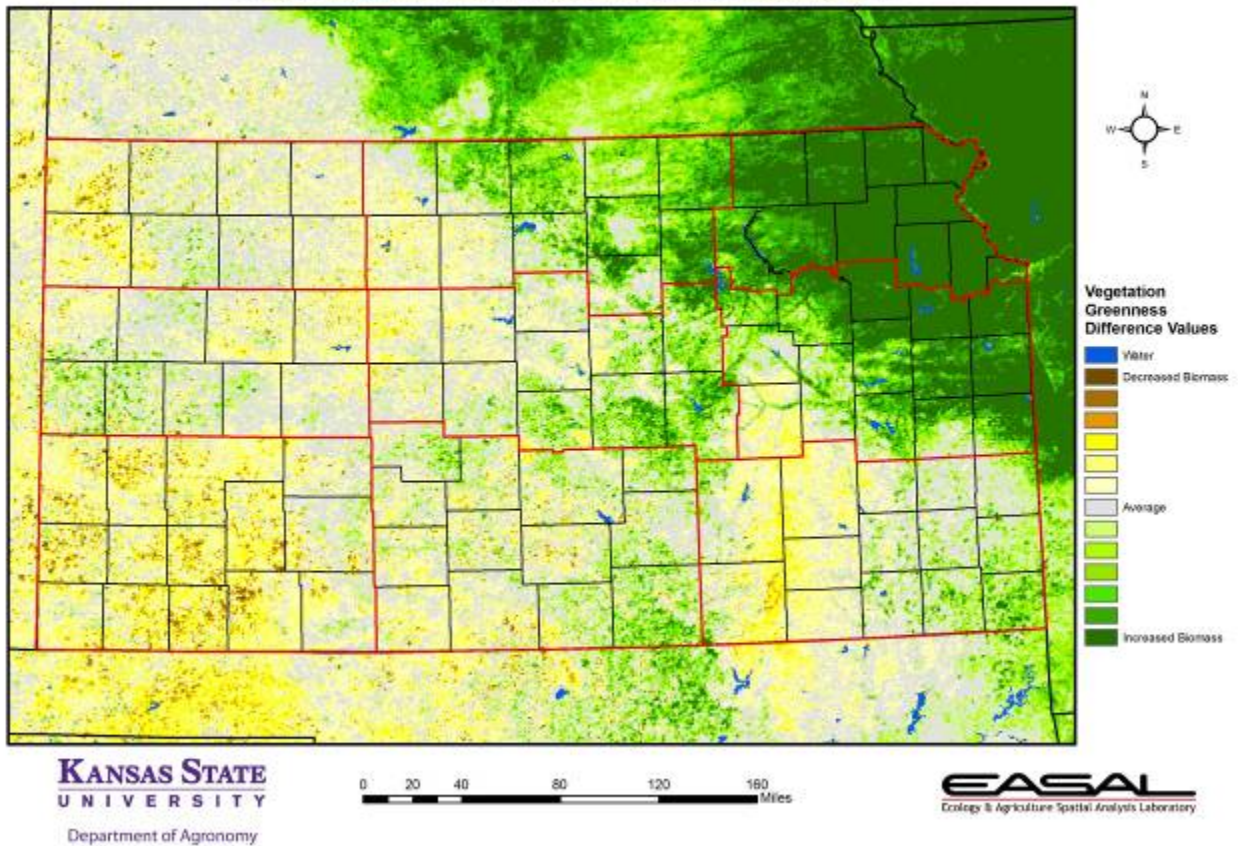 N
W E
S
Vegetation
Greenness
Difference Values
Water
Decreased Biomass
Average
Increased Biomass
KANSAS STATE
UNIVERSITY
Department of Agronomy
0 20 40 80 120 160
Miles
EASAL
Ecology & Agriculture Spatial Analysis Laboratory